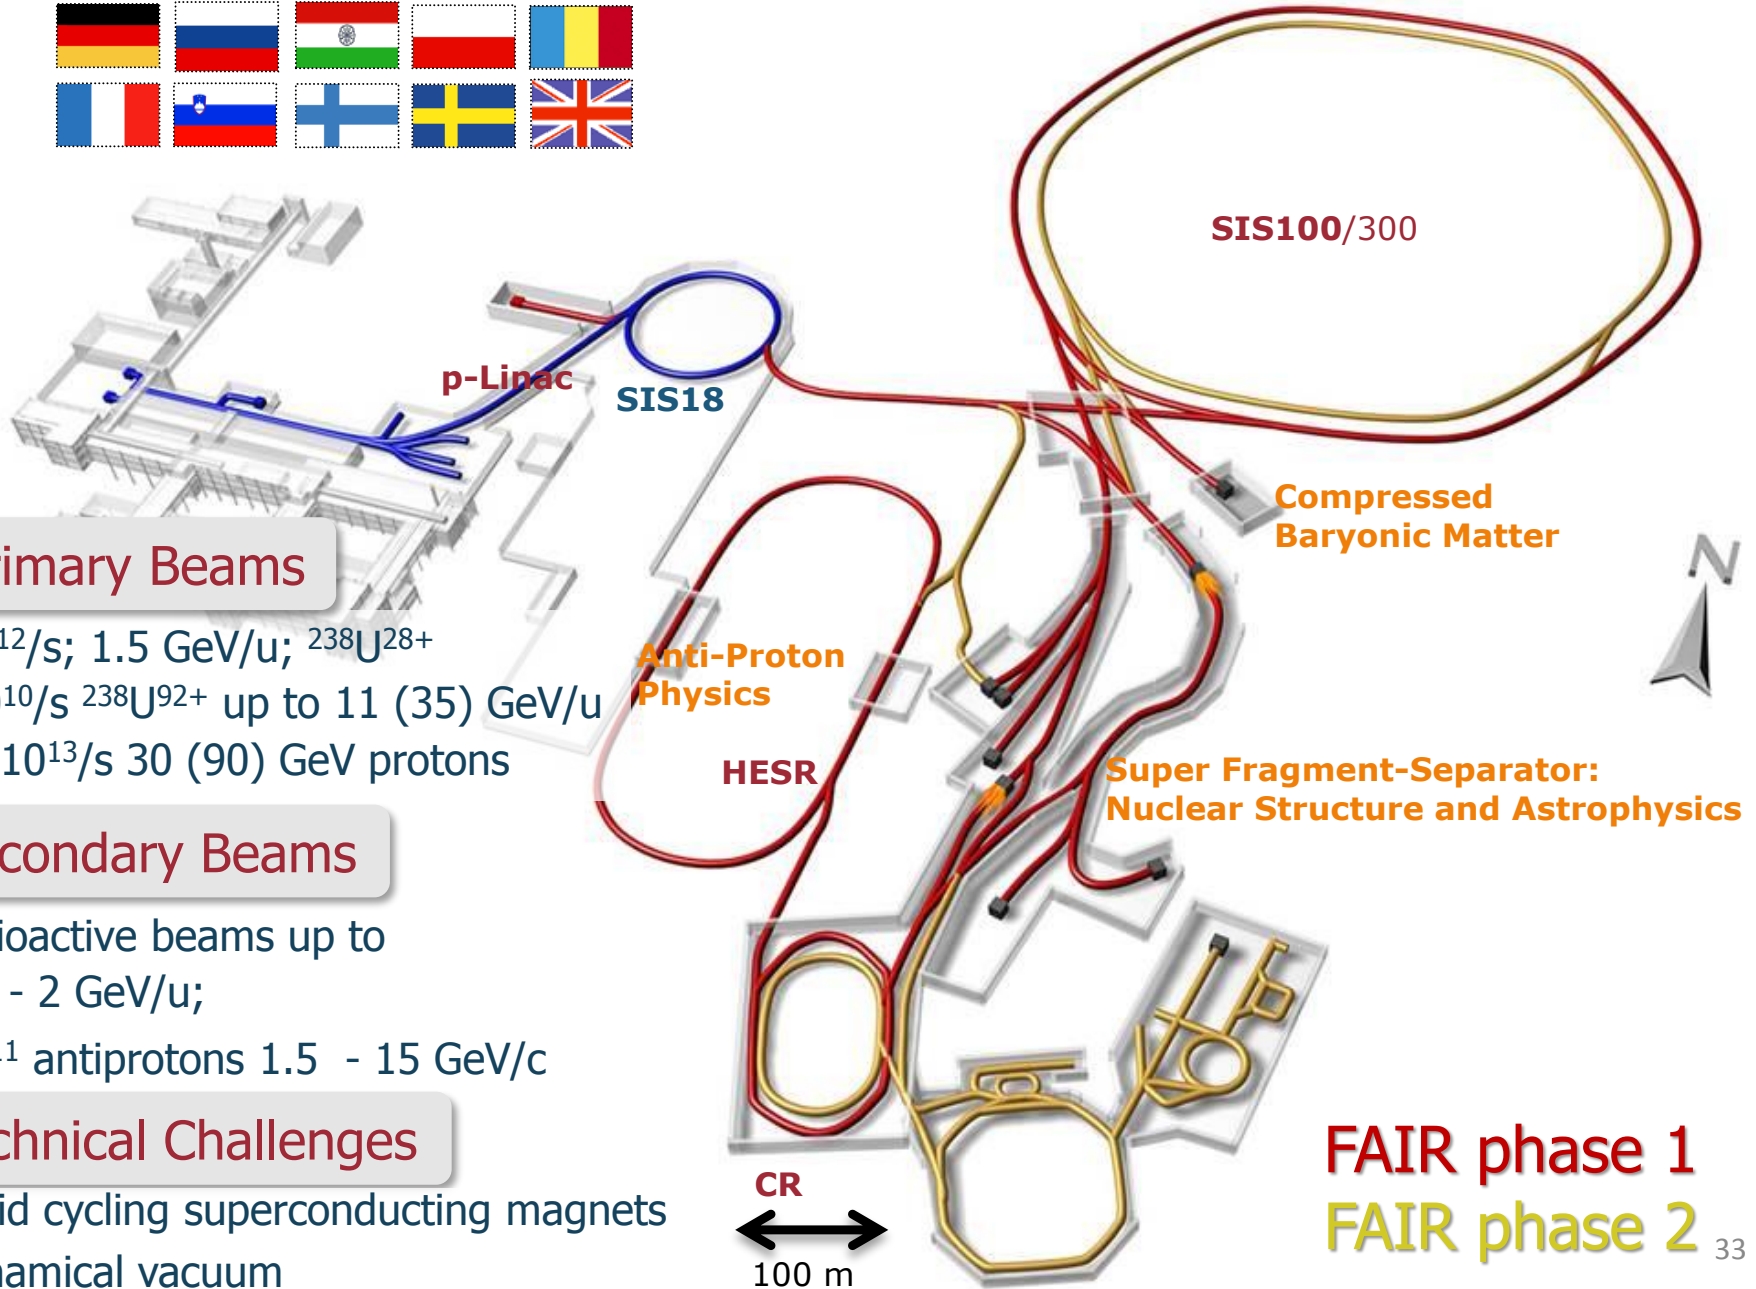 SIS100/300
p-Linac
SIS18
Compressed
Baryonic Matter
N
rimary Beams
12/s; 1.5 GeV/u; 238U28+
10/s 238U92+ up to 11 (35) GeV/u
1013/s 30 (90) GeV protons
Anti-Proton
Physics
HESR
Super Fragment-Separator:
Nuclear Structure and Astrophysics
condary Beams
ioactive beams up to
- 2 GeV/u;
11 antiprotons 1.5 - 15 GeV/c
chnical Challenges
id cycling superconducting magnets
namical vacuum
CR
100 m
FAIR phase 1
FAIR phase 2
33